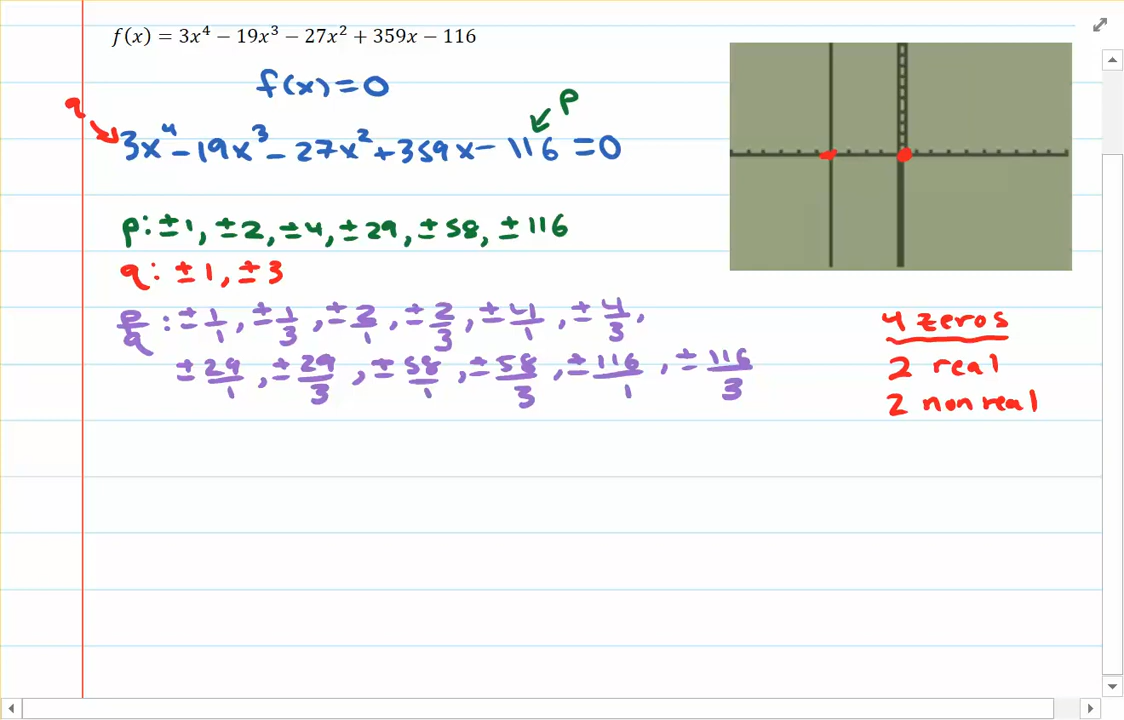 f(x) = 3x⁴ − 19x³ − 27x² + 359x − 116
f(x) = 0
q
p
3x⁴ − 19x³ − 27x² + 359x − 116 = 0
p: ±1, ±2, ±4, ±29, ±58, ±116
q: ±1, ±3
p/q : ±1/1, ±1/3, ±2/1, ±2/3, ±4/1, ±4/3,
±29/1, ±29/3, ±58/1, ±58/3, ±116/1, ±116/3
4 zeros
2 real
2 nonreal